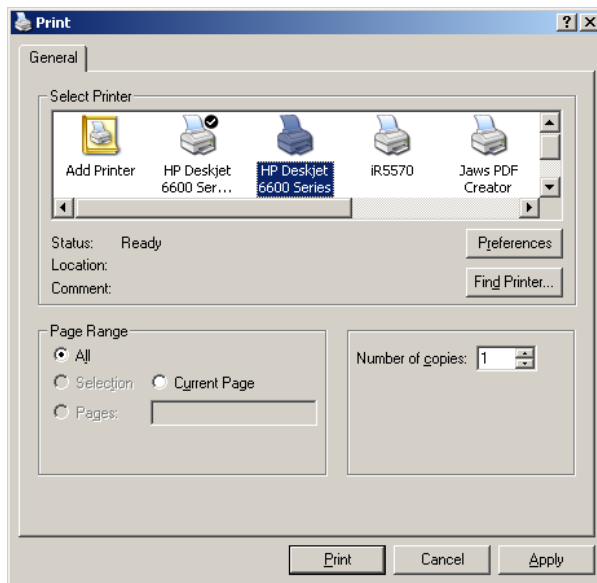 Print
General
Select Printer
Add Printer
HP Deskjet
6600 Ser...
HP Deskjet
6600 Series
iR5570
Jaws PDF
Creator
Status: Ready
Preferences
Location:
Comment:
Find Printer...
Page Range
All
Selection
Current Page
Pages:
Number of copies: 1
Print
Cancel
Apply